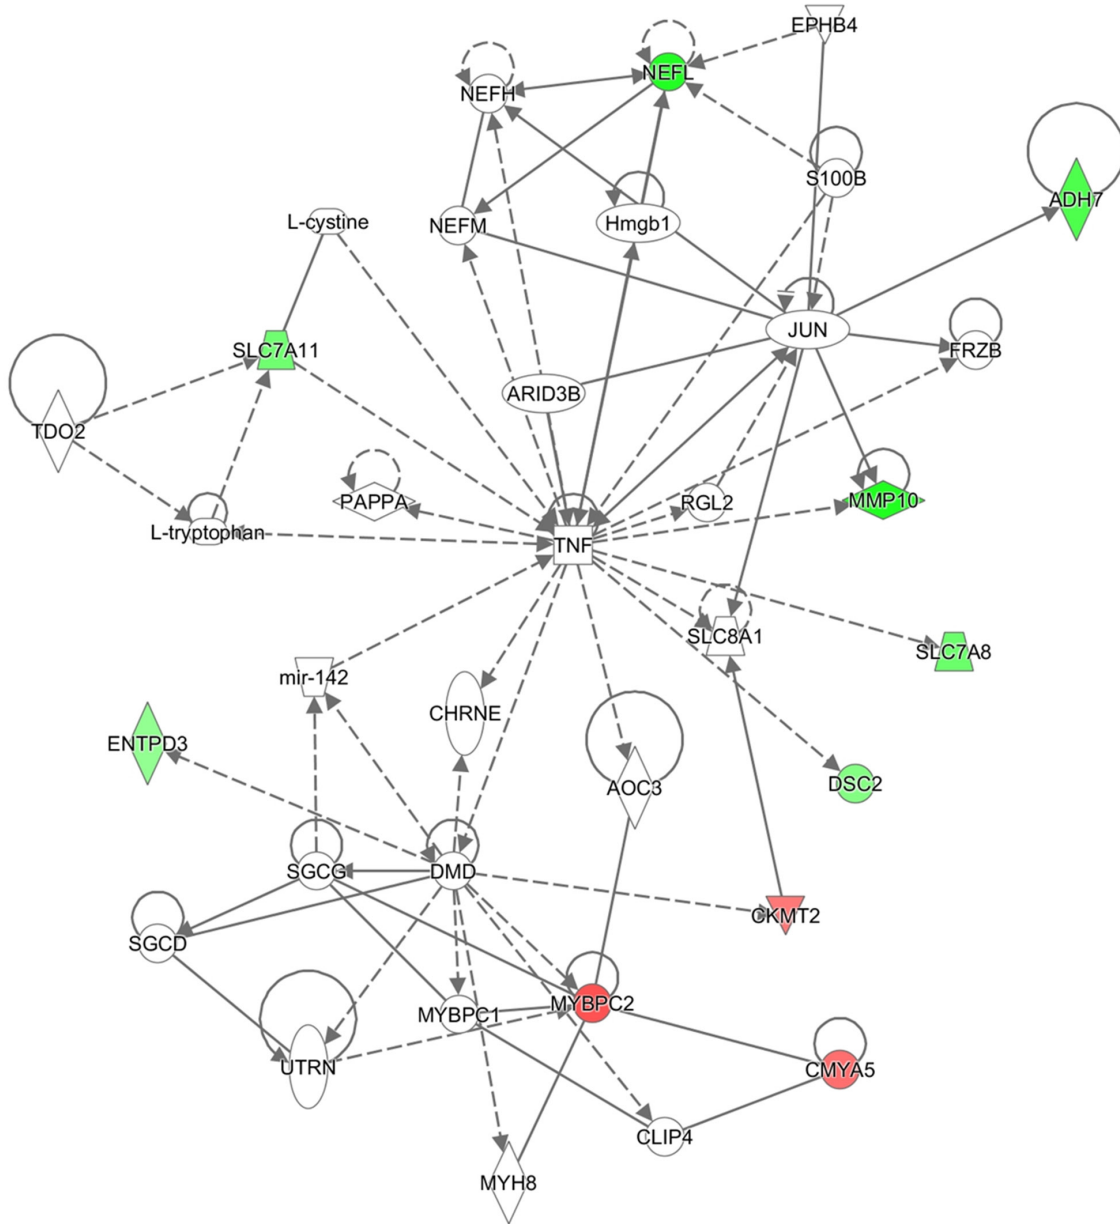 EPHB4
NEFL
NEFH
S100B
ADH7
L-cystine
NEFM
Hmgb1
JUN
SLC7A11
FRZB
ARID3B
TDO2
PAPPA
RGL2
MMP10
L-tryptophan
TNF
SLC8A1
SLC7A8
mir-142
CHRNE
ENTPD3
AOC3
DSC2
SGCG
DMD
CKMT2
SGCD
MYBPC1
MYBPC2
UTRN
CMYA5
CLIP4
MYH8